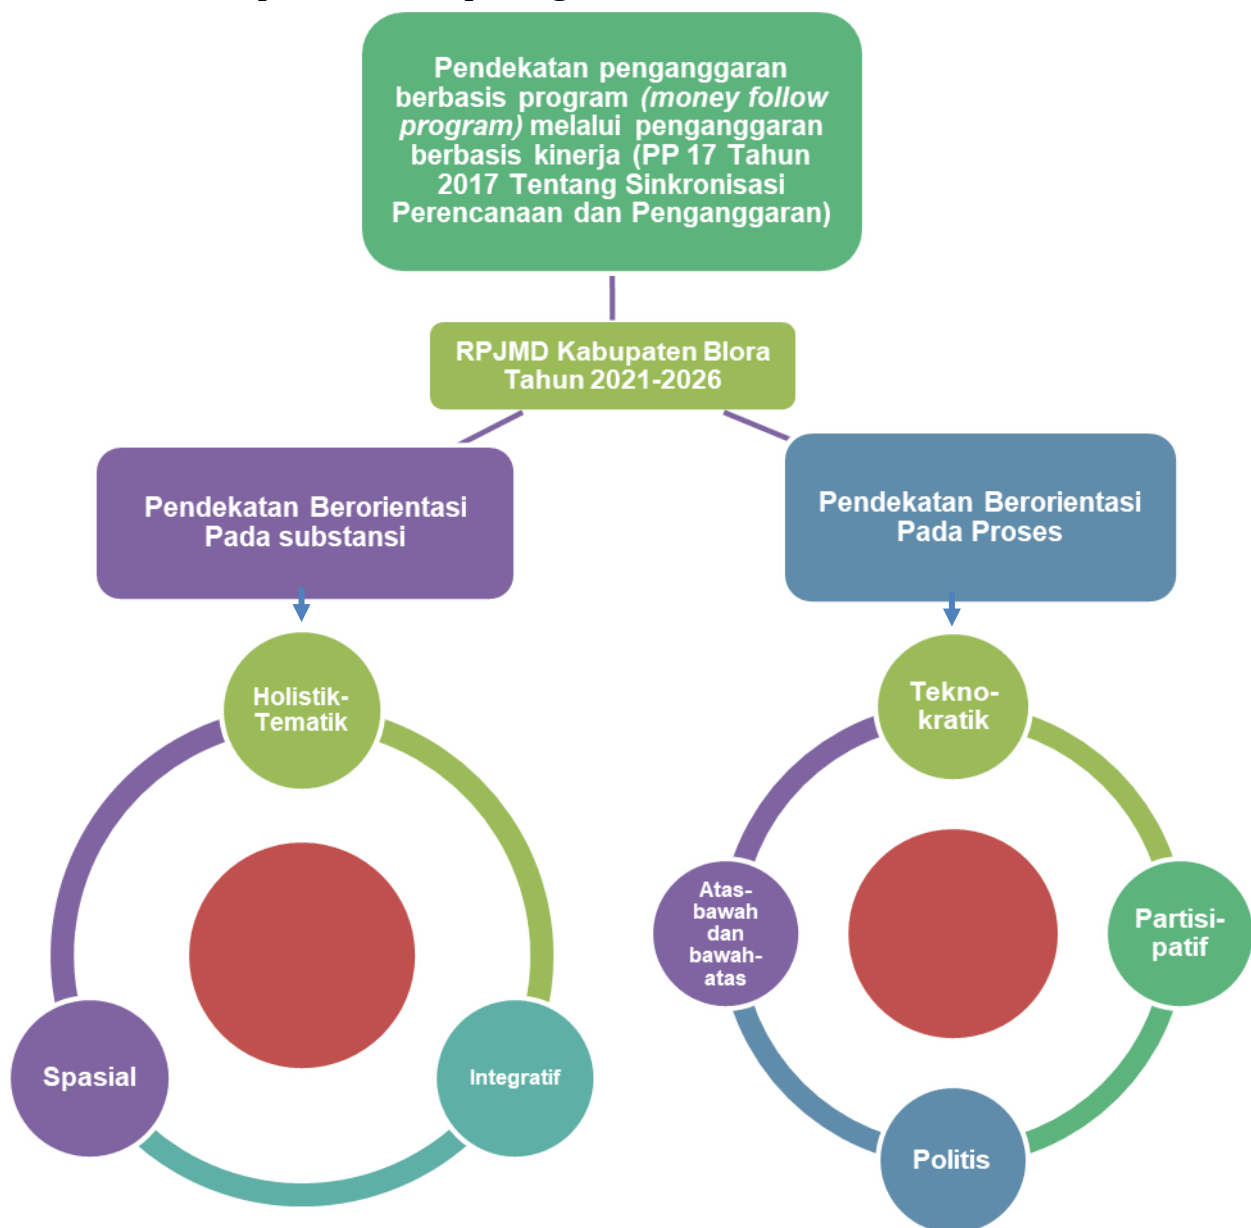 Pendekatan penganggaran
berbasis program (money follow
program) melalui penganggaran
berbasis kinerja (PP 17 Tahun
2017 Tentang Sinkronisasi
Perencanaan dan Penganggaran)
RPJMD Kabupaten Blora
Tahun 2021-2026
Pendekatan Berorientasi
Pada substansi
Pendekatan Berorientasi
Pada Proses
Holistik-
Tematik
Spasial
Integratif
Tekno-
kratik
Atas-
bawah
dan
bawah-
atas
Partisi-
patif
Politis